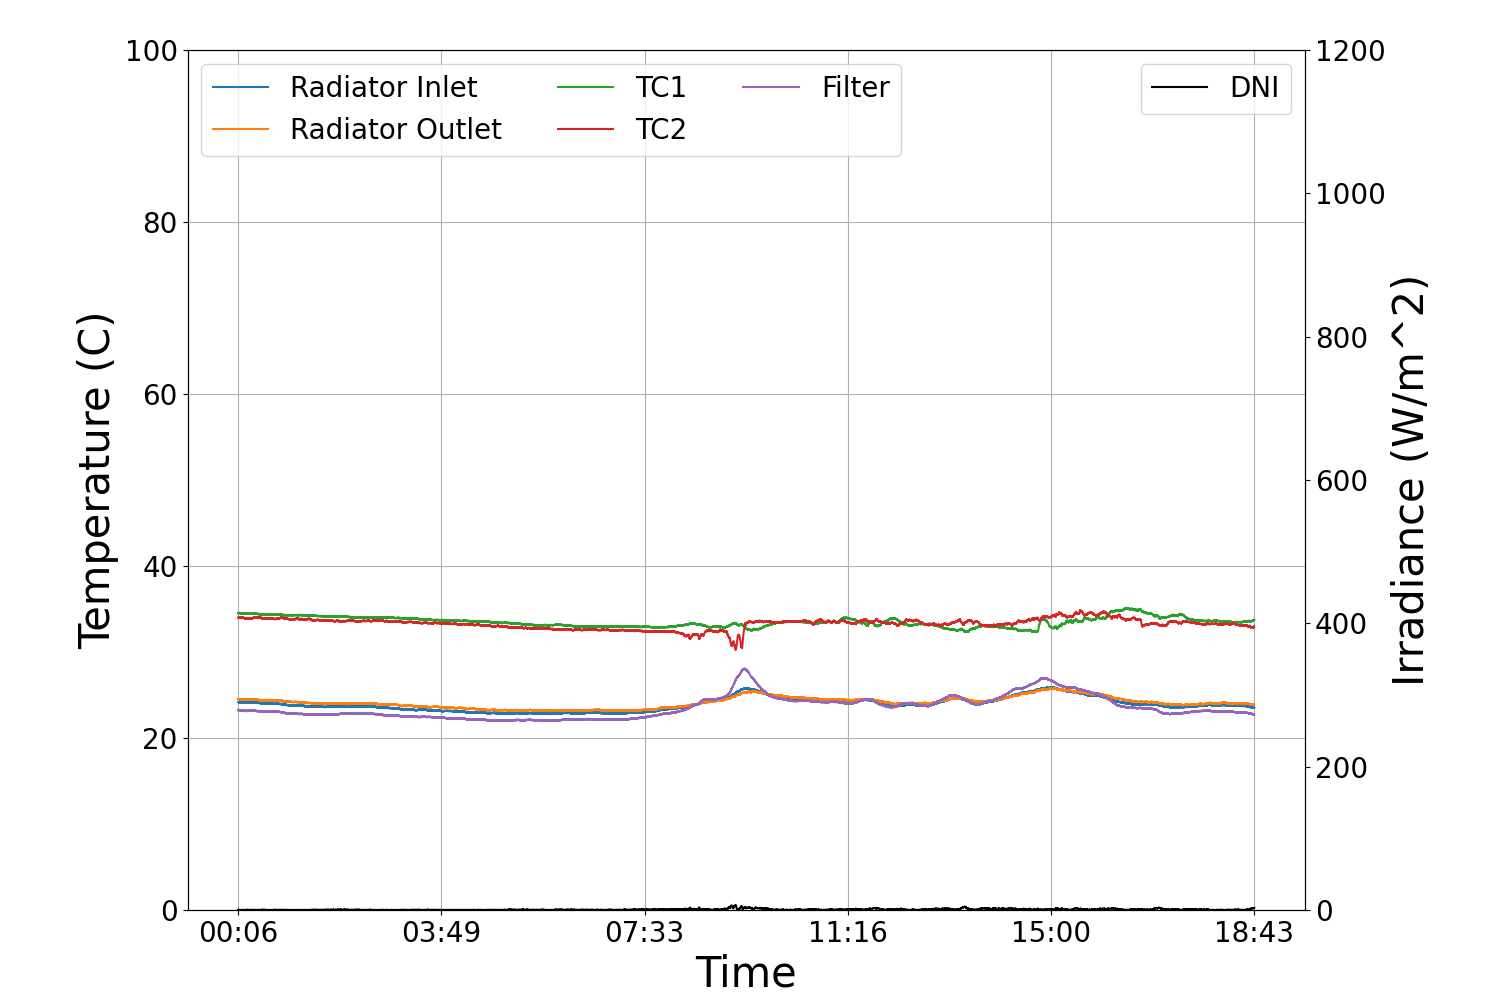 Radiator Inlet
Radiator Outlet
TC1
TC2
Filter
DNI
Temperature (C)
100
80
60
40
20
0
Irradiance (W/m^2)
1200
1000
800
600
400
200
0
00:06 03:49 07:33 11:16 15:00 18:43
Time